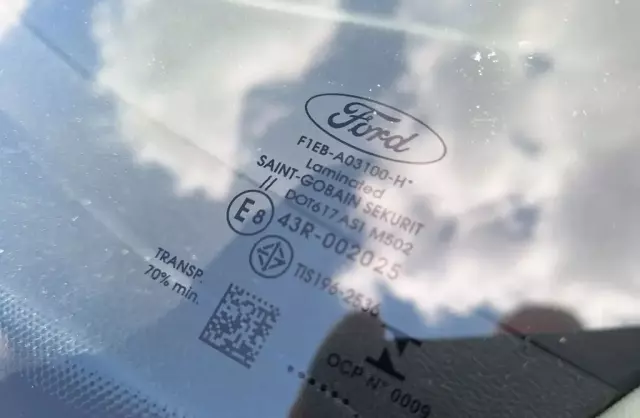 Ford
F1EB-A03100-H*
Laminated
SAINT-GOBAIN SEKURIT
// DOT617 AS1 M502
E8 43R-002025
TIS196-2536
TRANSP.
70% min.
OCP N° 0009